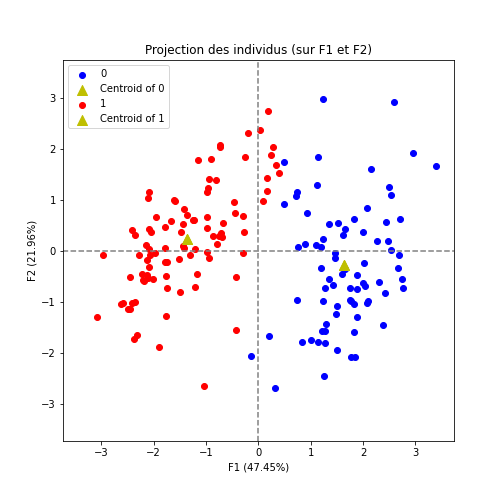 Projection des individus (sur F1 et F2)
0
Centroid of 0
1
Centroid of 1
3
2
1
0
−1
−2
−3
F2 (21.96%)
−3 −2 −1 0 1 2 3
F1 (47.45%)